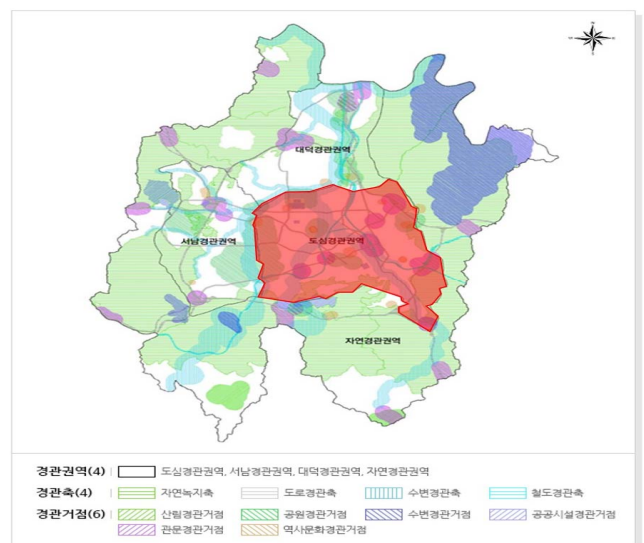 N
대덕경관권역
서남경관권역
도심경관권역
자연경관권역
경관권역(4) 도심경관권역, 서남경관권역, 대덕경관권역, 자연경관권역
경관축(4) 자연녹지축 도로경관축 수변경관축 철도경관축
경관거점(6) 산림경관거점 공원경관거점 수변경관거점 공공시설경관거점
관문경관거점 역사문화경관거점